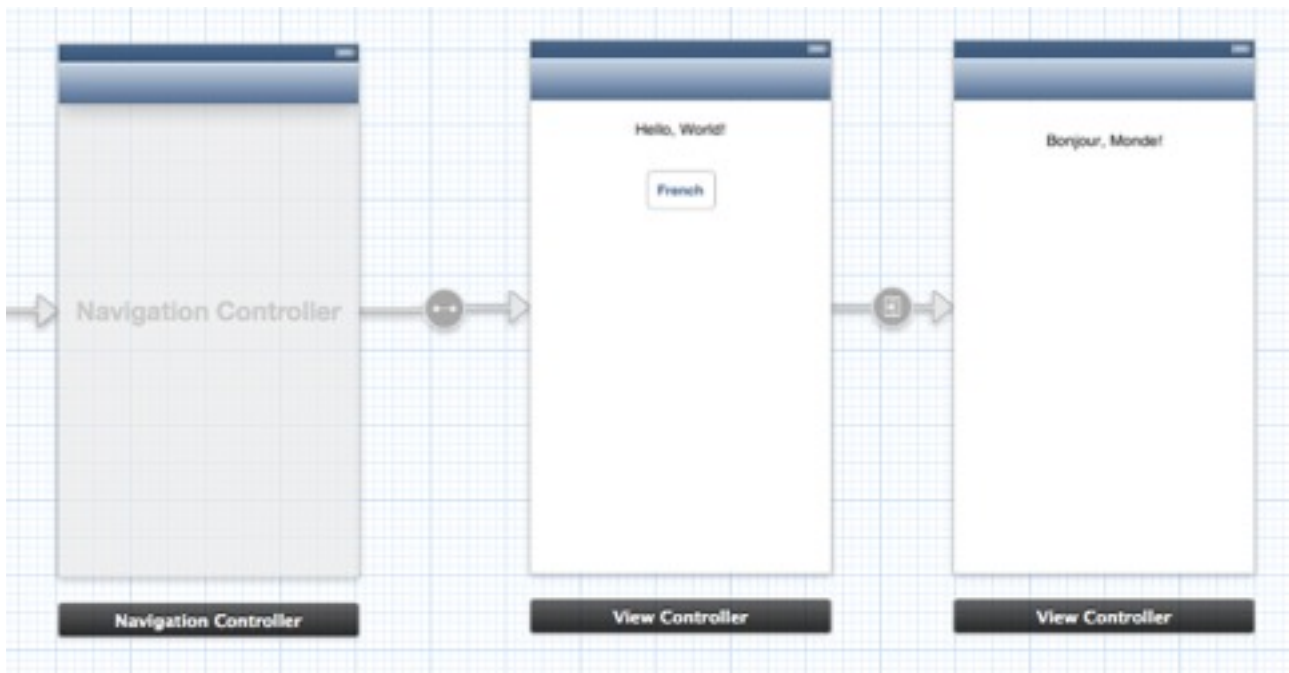 Hello, World!
Bonjour, Monde!
French
Navigation Controller
Navigation Controller
View Controller
View Controller